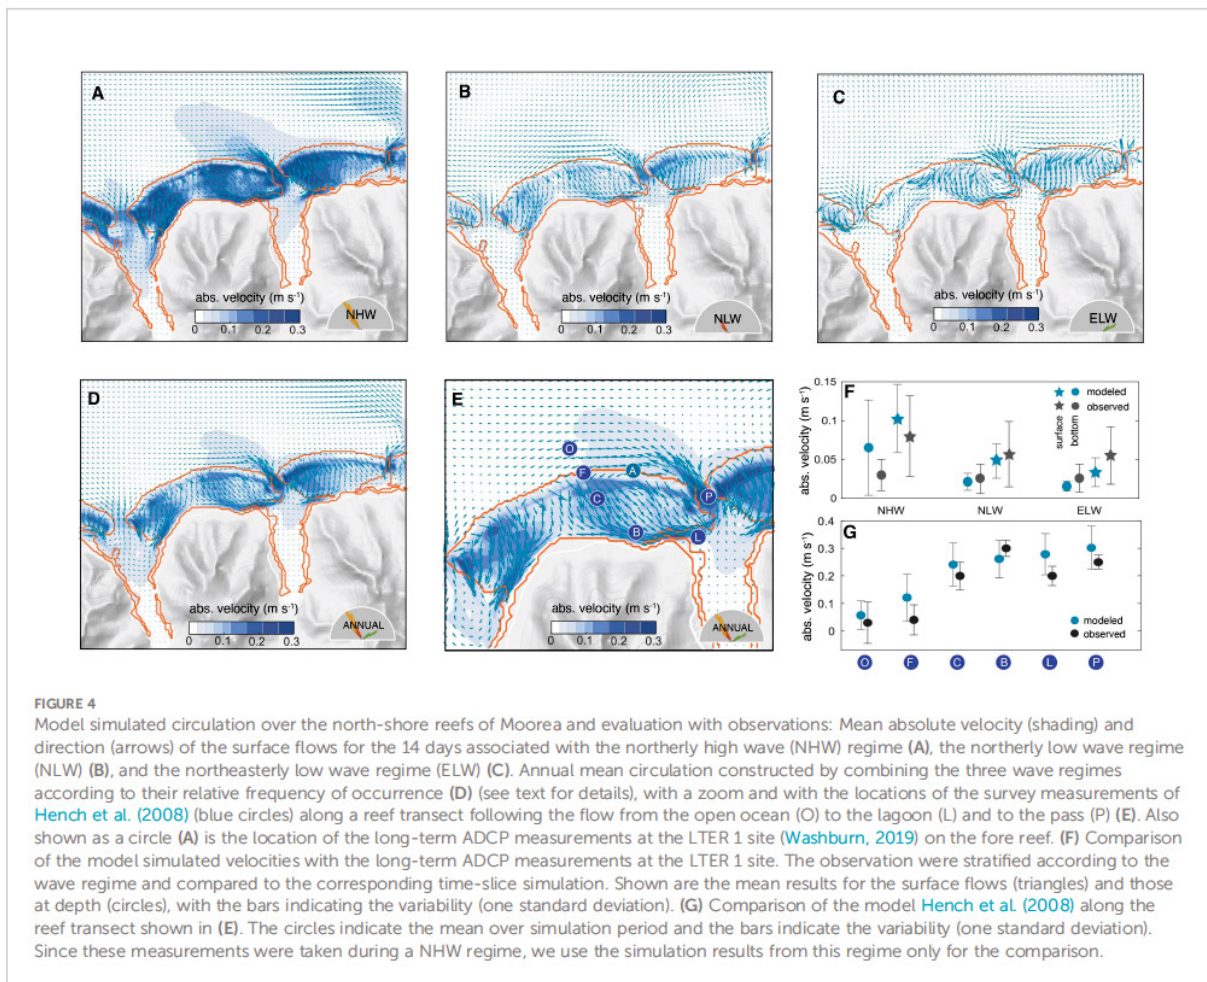 A
abs. velocity (m s⁻¹)
0 0.1 0.2 0.3
NHW
B
abs. velocity (m s⁻¹)
0 0.1 0.2 0.3
NLW
C
abs. velocity (m s⁻¹)
0 0.1 0.2 0.3
ELW
D
abs. velocity (m s⁻¹)
0 0.1 0.2 0.3
ANNUAL
E
O
F
A
C
P
B
L
abs. velocity (m s⁻¹)
0 0.1 0.2 0.3
ANNUAL
F
abs. velocity (m s⁻¹)
0.15
0.1
0.05
0
modeled
observed
surface
bottom
NHW NLW ELW
G
abs. velocity (m s⁻¹)
0.4
0.3
0.2
0.1
0
modeled
observed
O F C B L P
FIGURE 4
Model simulated circulation over the north-shore reefs of Moorea and evaluation with observations: Mean absolute velocity (shading) and
direction (arrows) of the surface flows for the 14 days associated with the northerly high wave (NHW) regime (A), the northerly low wave regime
(NLW) (B), and the northeasterly low wave regime (ELW) (C). Annual mean circulation constructed by combining the three wave regimes
according to their relative frequency of occurrence (D) (see text for details), with a zoom and with the locations of the survey measurements of
Hench et al. (2008) (blue circles) along a reef transect following the flow from the open ocean (O) to the lagoon (L) and to the pass (P) (E). Also
shown as a circle (A) is the location of the long-term ADCP measurements at the LTER 1 site (Washburn, 2019) on the fore reef. (F) Comparison
of the model simulated velocities with the long-term ADCP measurements at the LTER 1 site. The observation were stratified according to the
wave regime and compared to the corresponding time-slice simulation. Shown are the mean results for the surface flows (triangles) and those
at depth (circles), with the bars indicating the variability (one standard deviation). (G) Comparison of the model Hench et al. (2008) along the
reef transect shown in (E). The circles indicate the mean over simulation period and the bars indicate the variability (one standard deviation).
Since these measurements were taken during a NHW regime, we use the simulation results from this regime only for the comparison.